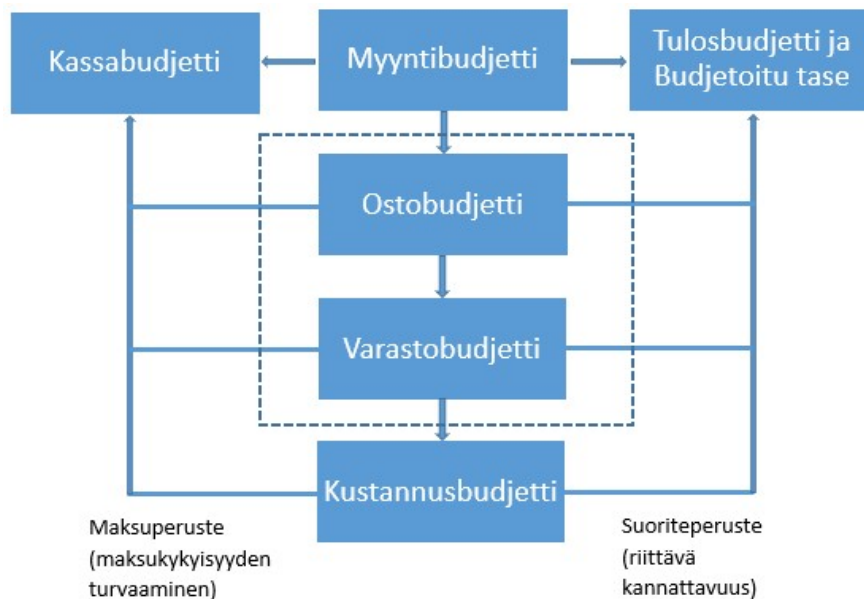 Kassabudjetti
Myyntibudjetti
Tulosbudjetti ja
Budjetoitu tase
Ostobudjetti
Varastobudjetti
Kustannusbudjetti
Maksuperuste
(maksukykyisyyden
turvaaminen)
Suoriteperuste
(riittävä
kannattavuus)